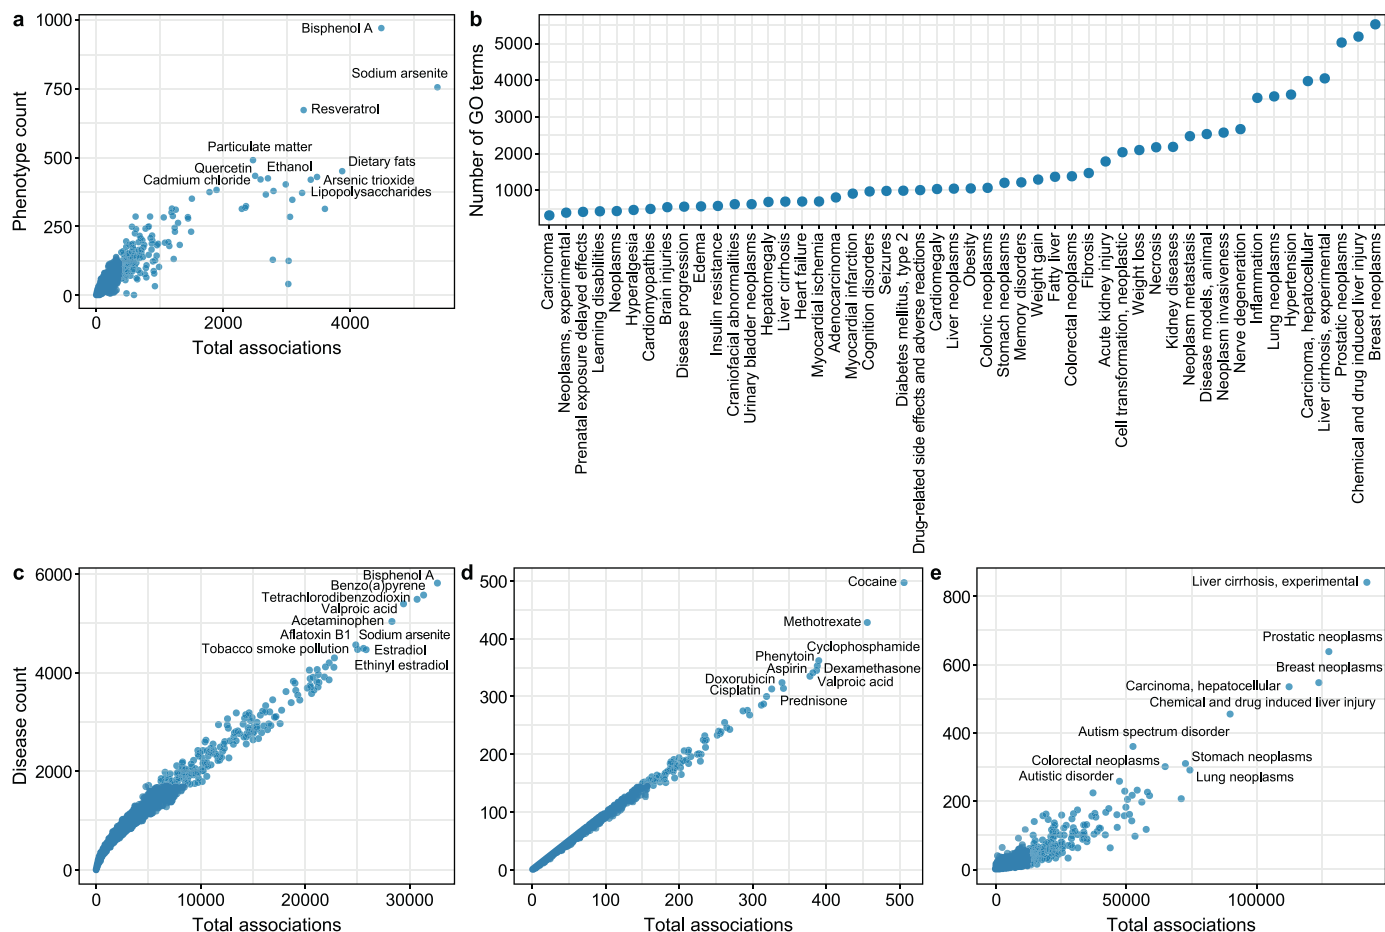 a
Phenotype count
1000
750
500
250
0
0
2000
4000
Total associations
Bisphenol A
Sodium arsenite
Resveratrol
Particulate matter
Quercetin
Ethanol
Dietary fats
Cadmium chloride
Arsenic trioxide
Lipopolysaccharides
b
Number of GO terms
5000
4000
3000
2000
1000
Carcinoma
Neoplasms, experimental
Prenatal exposure delayed effects
Learning disabilities
Neoplasms
Hyperalgesia
Cardiomyopathies
Brain injuries
Disease progression
Edema
Insulin resistance
Craniofacial abnormalities
Urinary bladder neoplasms
Hepatomegaly
Liver cirrhosis
Heart failure
Myocardial ischemia
Adenocarcinoma
Myocardial infarction
Cognition disorders
Seizures
Diabetes mellitus, type 2
Drug-related side effects and adverse reactions
Cardiomegaly
Liver neoplasms
Obesity
Colonic neoplasms
Stomach neoplasms
Memory disorders
Weight gain
Fatty liver
Colorectal neoplasms
Fibrosis
Acute kidney injury
Cell transformation, neoplastic
Weight loss
Necrosis
Kidney diseases
Neoplasm metastasis
Disease models, animal
Neoplasm invasiveness
Nerve degeneration
Inflammation
Lung neoplasms
Hypertension
Carcinoma, hepatocellular
Liver cirrhosis, experimental
Prostatic neoplasms
Chemical and drug induced liver injury
Breast neoplasms
c
Disease count
6000
4000
2000
0
0
10000
20000
30000
Total associations
Bisphenol A
Benzo(a)pyrene
Tetrachlorodibenzodioxin
Valproic acid
Acetaminophen
Aflatoxin B1
Sodium arsenite
Tobacco smoke pollution
Estradiol
Ethinyl estradiol
d
500
400
300
200
100
0
0
100
200
300
400
500
Total associations
Cocaine
Methotrexate
Cyclophosphamide
Phenytoin
Aspirin
Dexamethasone
Doxorubicin
Valproic acid
Cisplatin
Prednisone
e
800
600
400
200
0
0
50000
100000
Total associations
Liver cirrhosis, experimental
Prostatic neoplasms
Breast neoplasms
Carcinoma, hepatocellular
Chemical and drug induced liver injury
Autism spectrum disorder
Colorectal neoplasms
Stomach neoplasms
Autistic disorder
Lung neoplasms